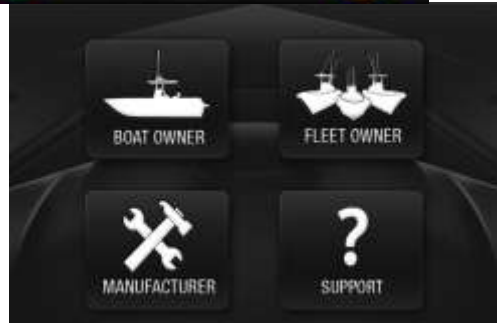 BOAT OWNER
FLEET OWNER
MANUFACTURER
?
SUPPORT